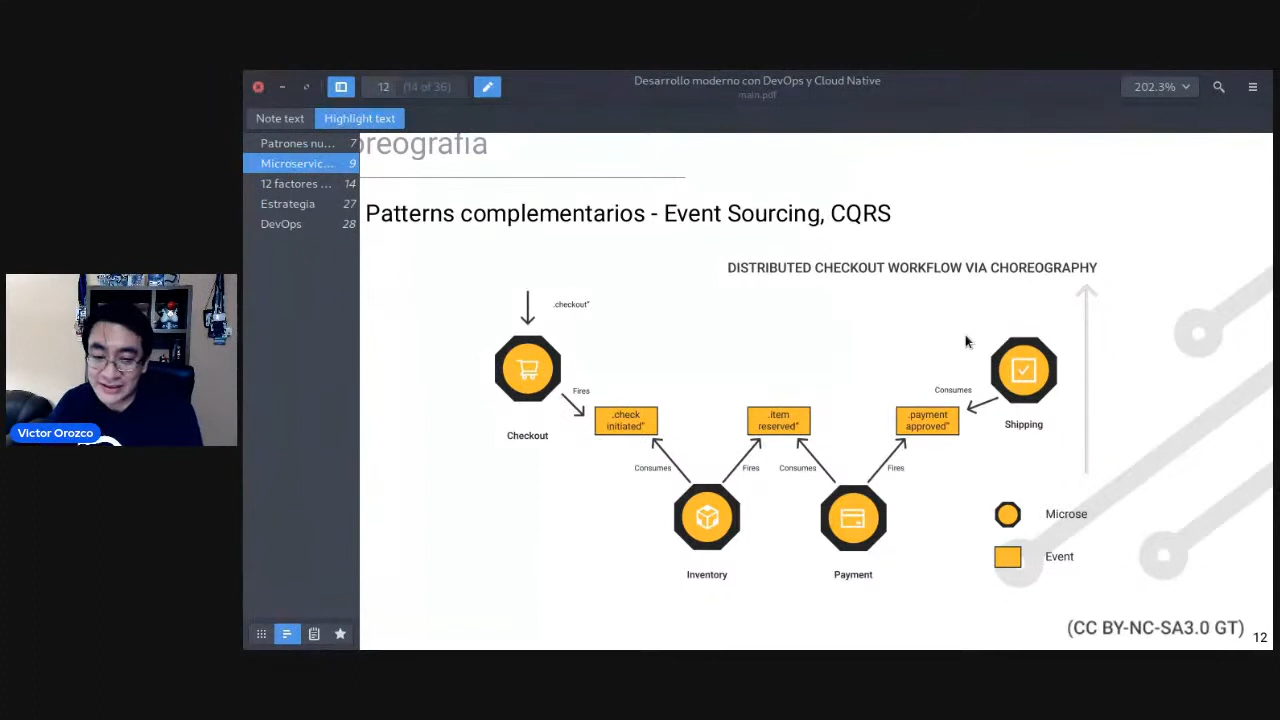 12 (14 of 36)
Desarrollo moderno con DevOps y Cloud Native
main.pdf
202.3%
Note text Highlight text
Patrones nu... 7
Microservic... 9
12 factores ... 14
Estrategia 27
DevOps 28
oreografía
Patterns complementarios - Event Sourcing, CQRS
DISTRIBUTED CHECKOUT WORKFLOW VIA CHOREOGRAPHY
.checkout"
Fires
Checkout
.check
initiated"
.item
reserved"
.payment
approved"
Consumes
Shipping
Consumes
Fires
Consumes
Fires
Inventory
Payment
Microse
Event
(CC BY-NC-SA3.0 GT)
12
Victor Orozco